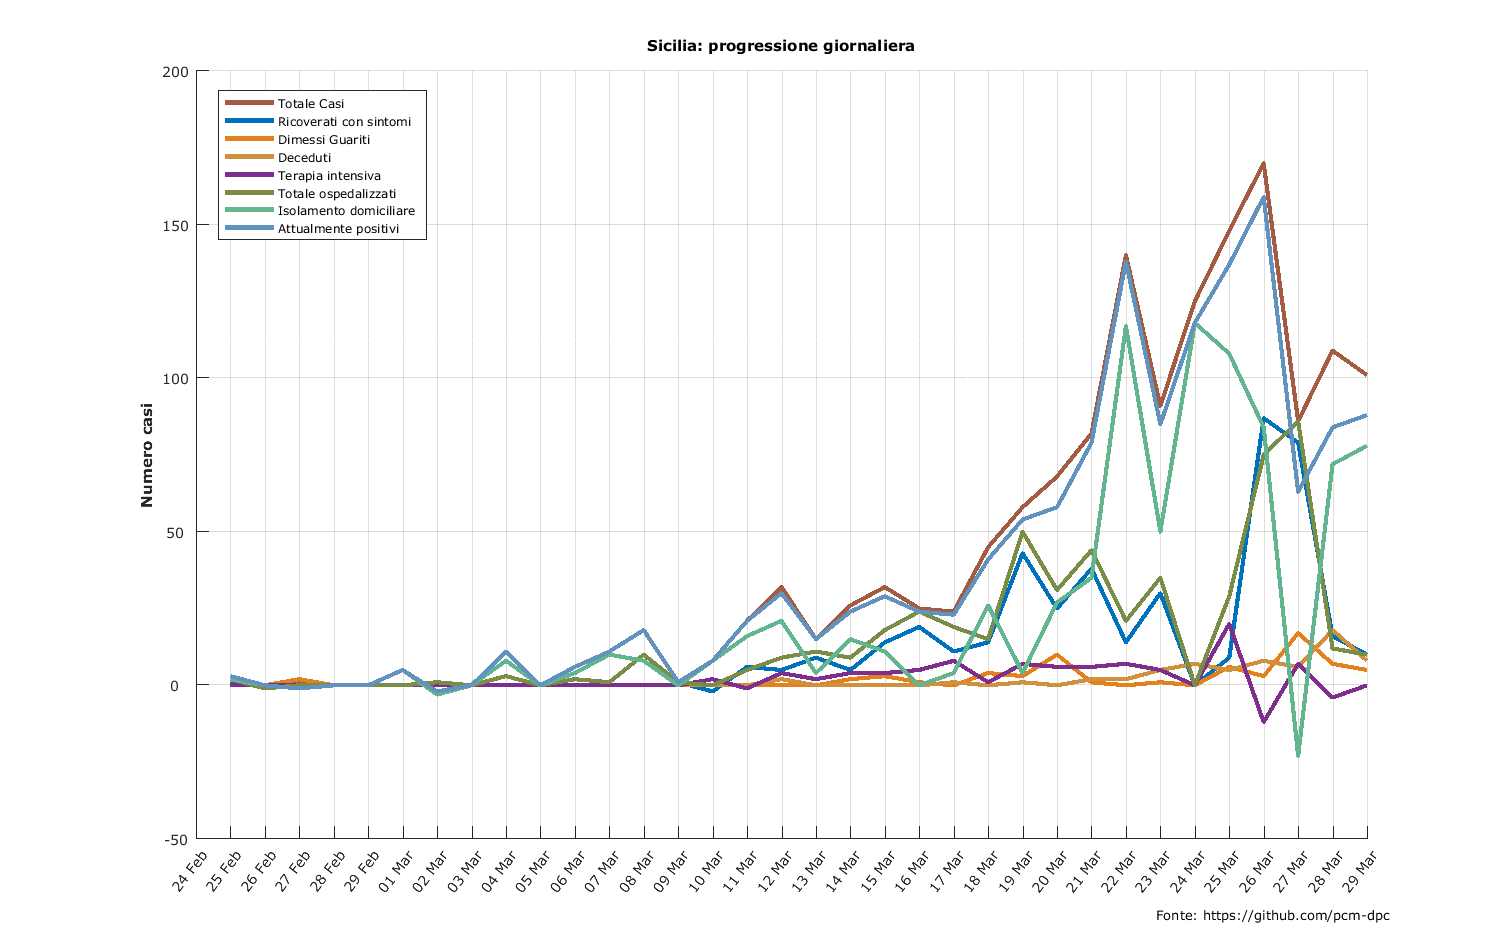 Sicilia: progressione giornaliera
200
150
100
50
0
-50
Numero casi
Totale Casi
Ricoverati con sintomi
Dimessi Guariti
Deceduti
Terapia intensiva
Totale ospedalizzati
Isolamento domiciliare
Attualmente positivi
24 Feb
25 Feb
26 Feb
27 Feb
28 Feb
29 Feb
01 Mar
02 Mar
03 Mar
04 Mar
05 Mar
06 Mar
07 Mar
08 Mar
09 Mar
10 Mar
11 Mar
12 Mar
13 Mar
14 Mar
15 Mar
16 Mar
17 Mar
18 Mar
19 Mar
20 Mar
21 Mar
22 Mar
23 Mar
24 Mar
25 Mar
26 Mar
27 Mar
28 Mar
29 Mar
Fonte: https://github.com/pcm-dpc